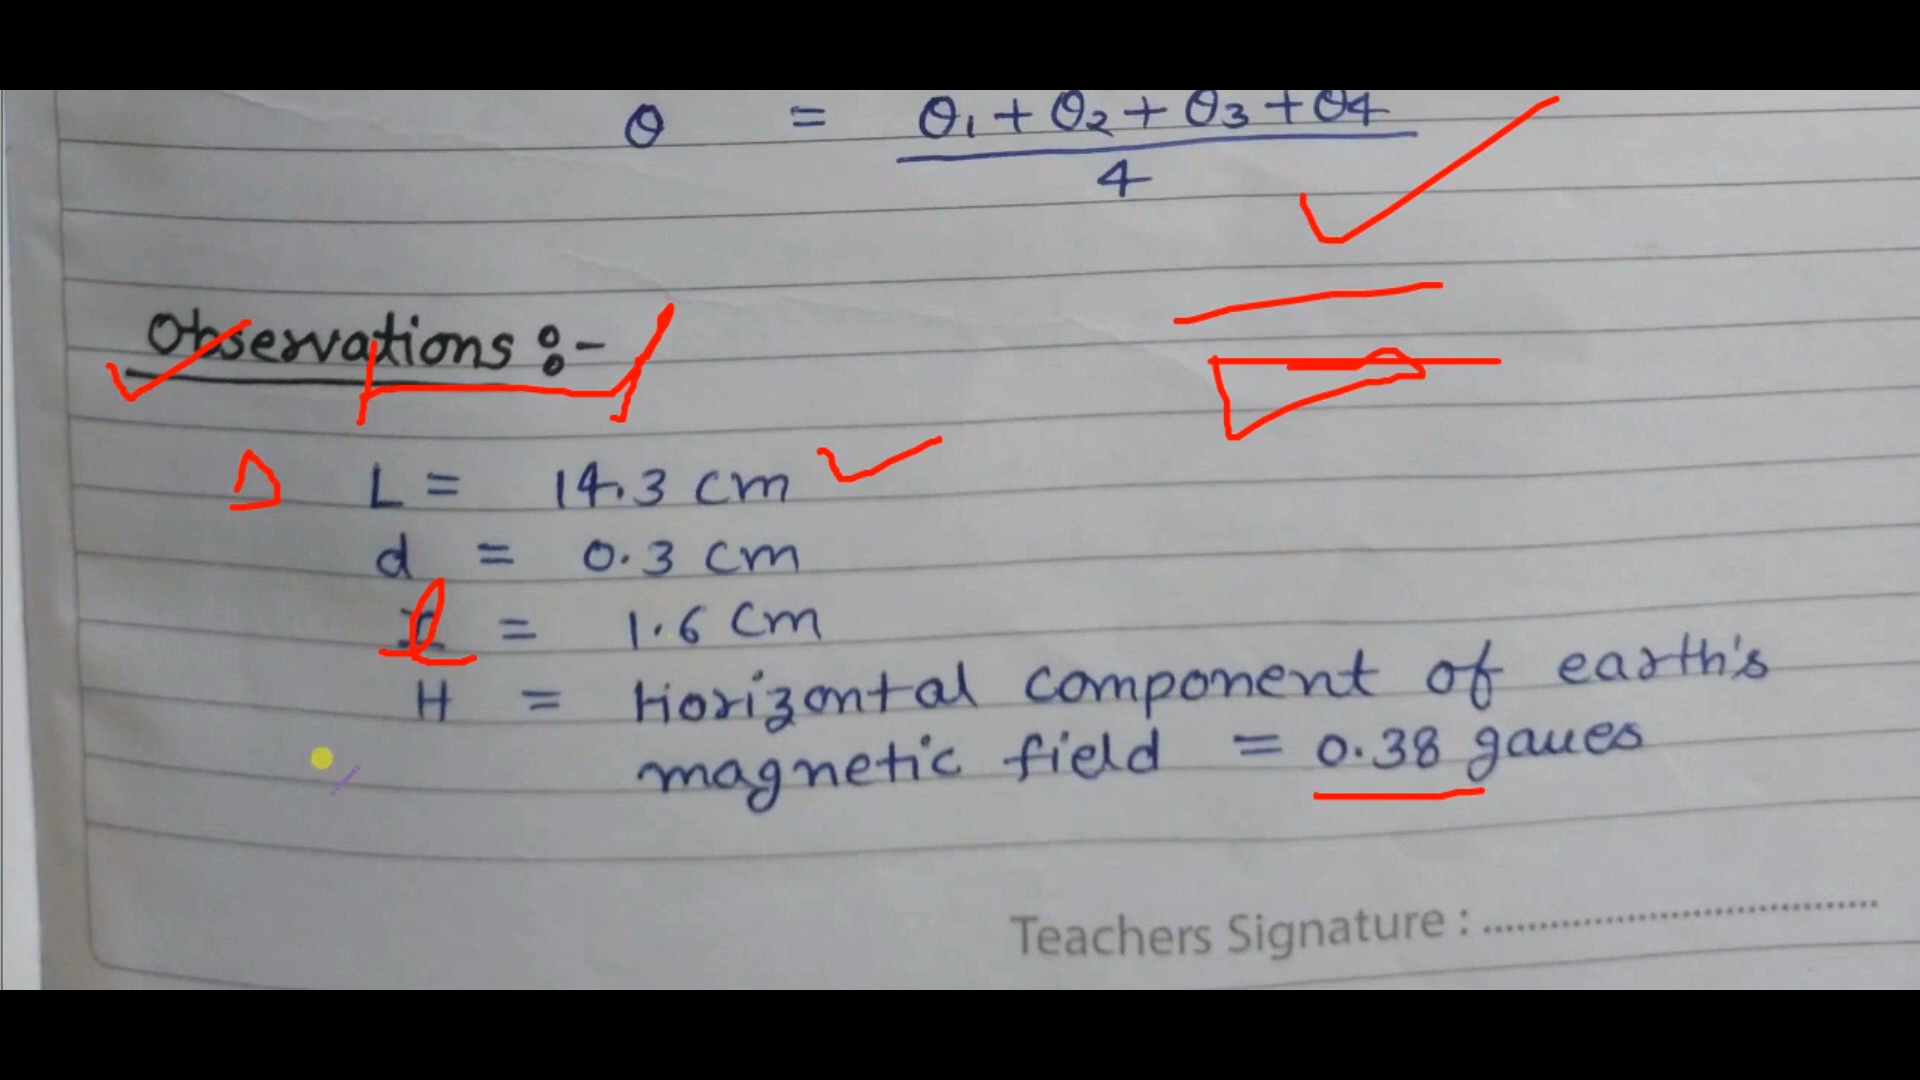 θ = θ1 + θ2 + θ3 + θ4
4
Observations :-
L = 14.3 cm
d = 0.3 cm
l = 1.6 cm
H = Horizontal component of earth's
magnetic field = 0.38 gaues
Teachers Signature : ........................................